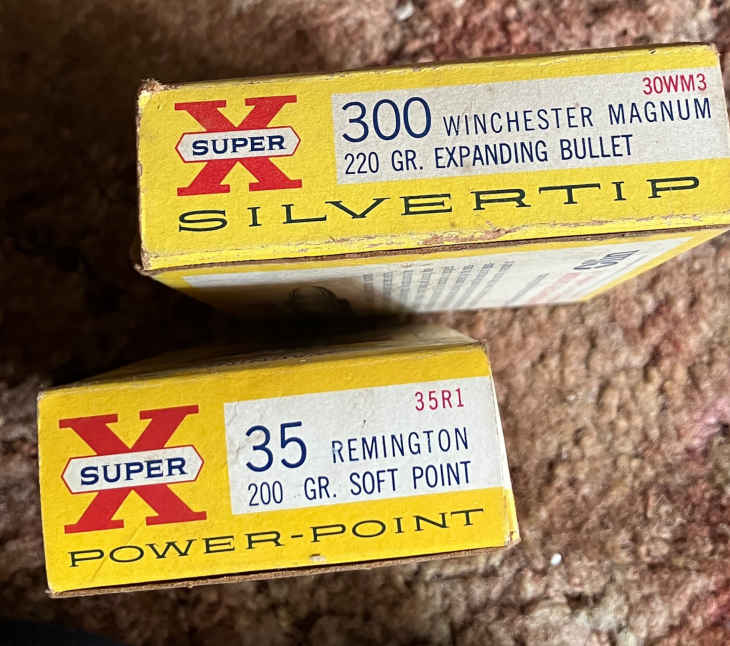 30WM3
SUPER X
300 WINCHESTER MAGNUM
220 GR. EXPANDING BULLET
SILVERTIP
35R1
SUPER X
35 REMINGTON
200 GR. SOFT POINT
POWER-POINT